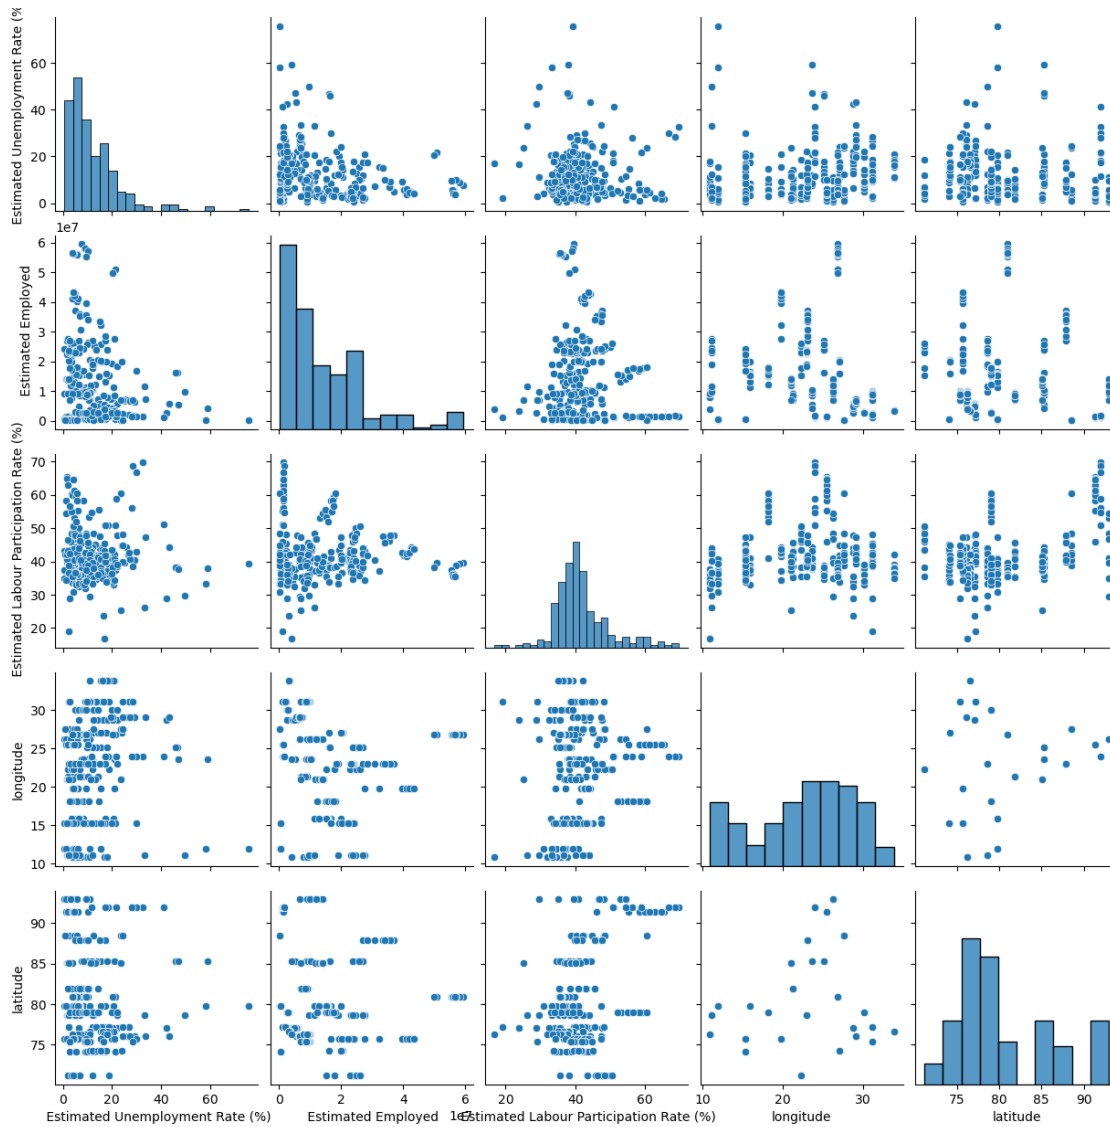 Estimated Unemployment Rate (%
60
40
20
0
1e7
Estimated Employed
6
5
4
3
2
1
0
Estimated Labour Participation Rate (%)
70
60
50
40
30
20
longitude
30
25
20
15
10
latitude
90
85
80
75
0 20 40 60
0 2 4 6
20 40 60
10 20 30
75 80 85 90
Estimated Unemployment Rate (%)
Estimated Employed
1e7
Estimated Labour Participation Rate (%)
longitude
latitude